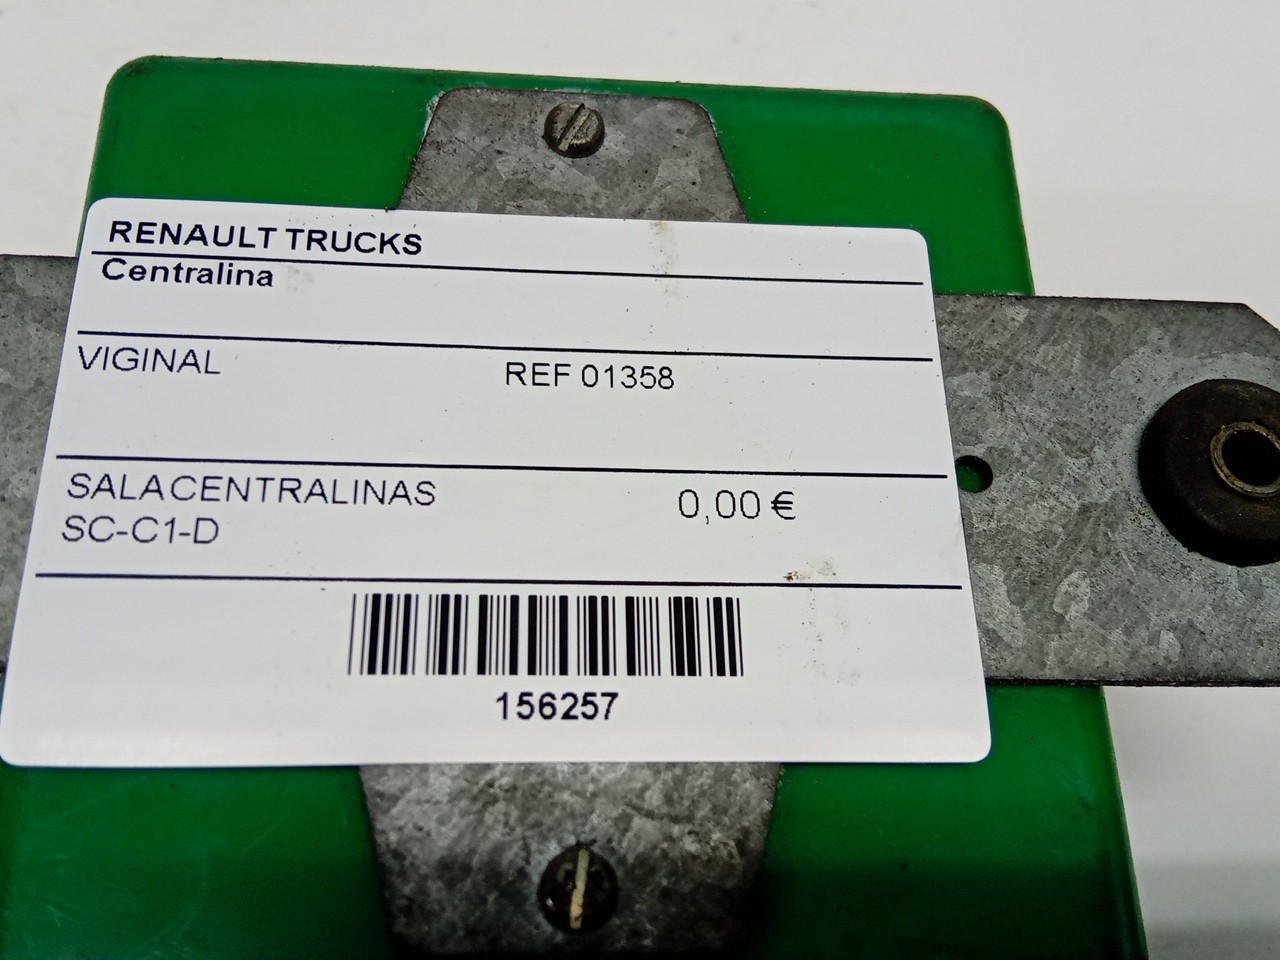 RENAULT TRUCKS
Centralina
VIGINAL REF 01358
SALACENTRALINAS 0,00 €
SC-C1-D
156257